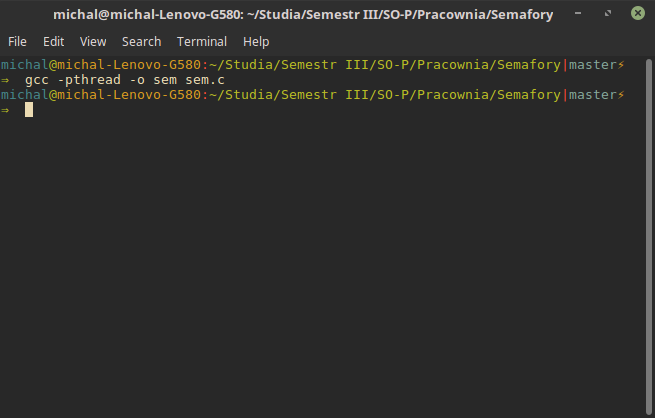 michal@michal-Lenovo-G580: ~/Studia/Semestr III/SO-P/Pracownia/Semafory
File Edit View Search Terminal Help
michal@michal-Lenovo-G580:~/Studia/Semestr III/SO-P/Pracownia/Semafory|master⚡
⇒ gcc -pthread -o sem sem.c
michal@michal-Lenovo-G580:~/Studia/Semestr III/SO-P/Pracownia/Semafory|master⚡
⇒